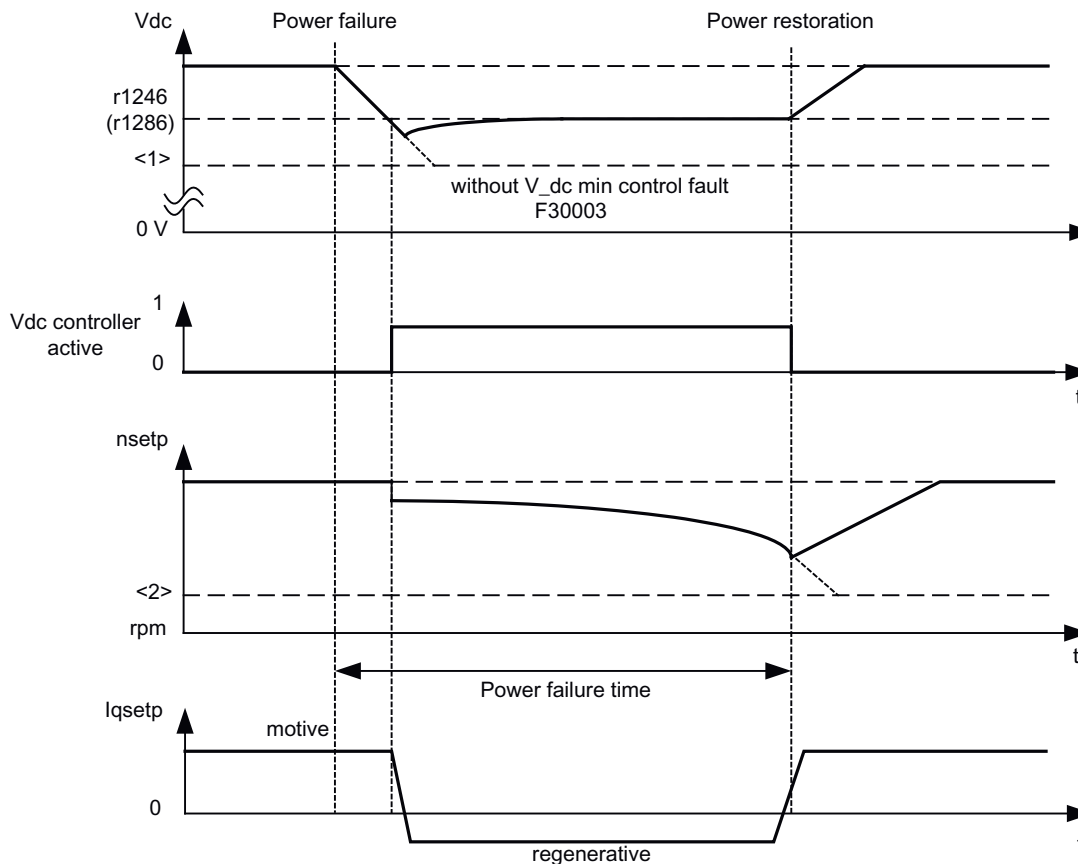 Vdc
Power failure
Power restoration
r1246
(r1286)
<1>
without V_dc min control fault
F30003
0 V
1
Vdc controller
active
0
t
nsetp
<2>
rpm
t
Power failure time
Iqsetp
motive
0
regenerative